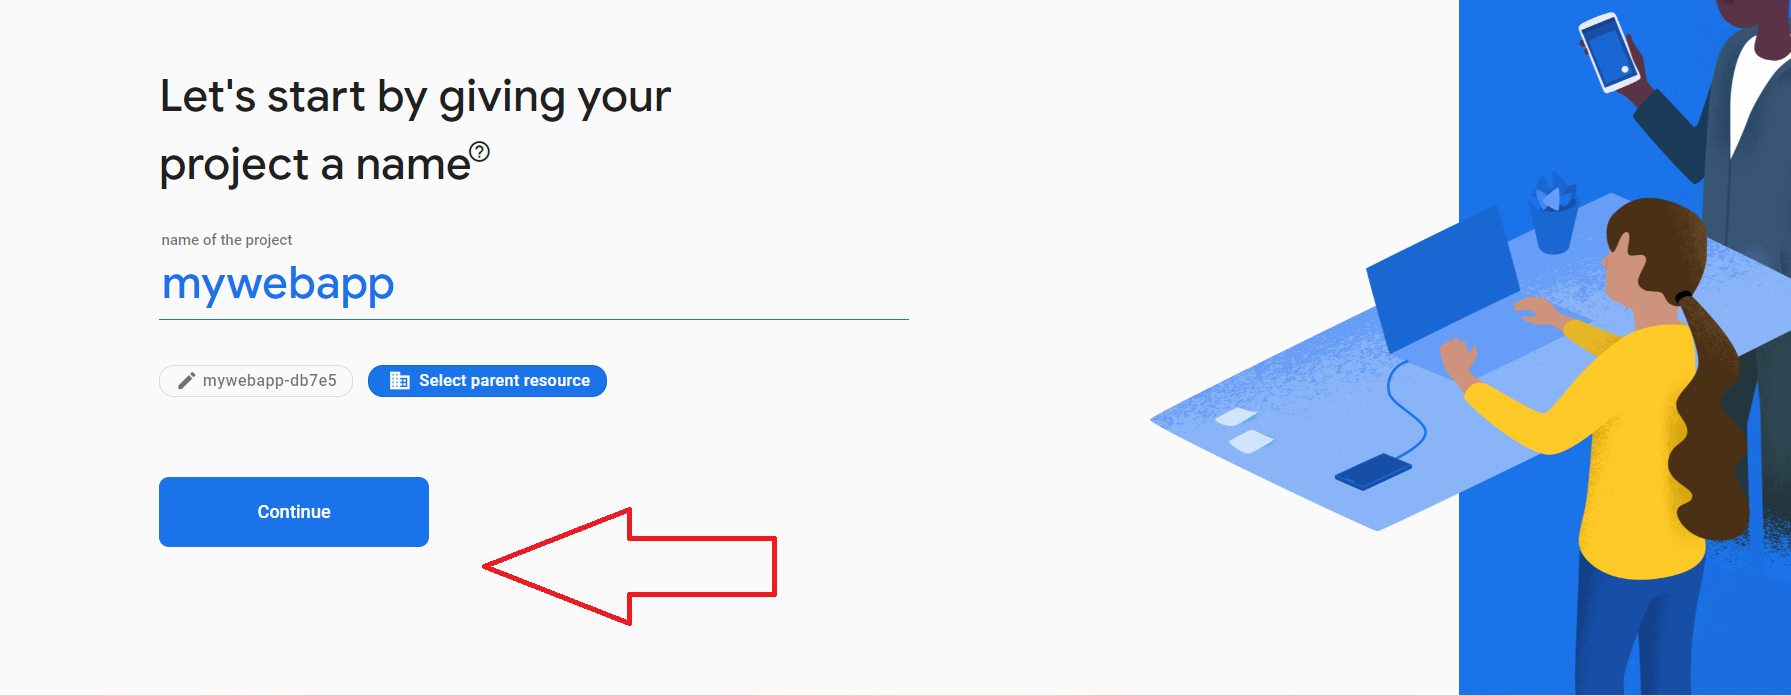 Let's start by giving your
project a name
name of the project
mywebapp
mywebapp-db7e5
Select parent resource
Continue